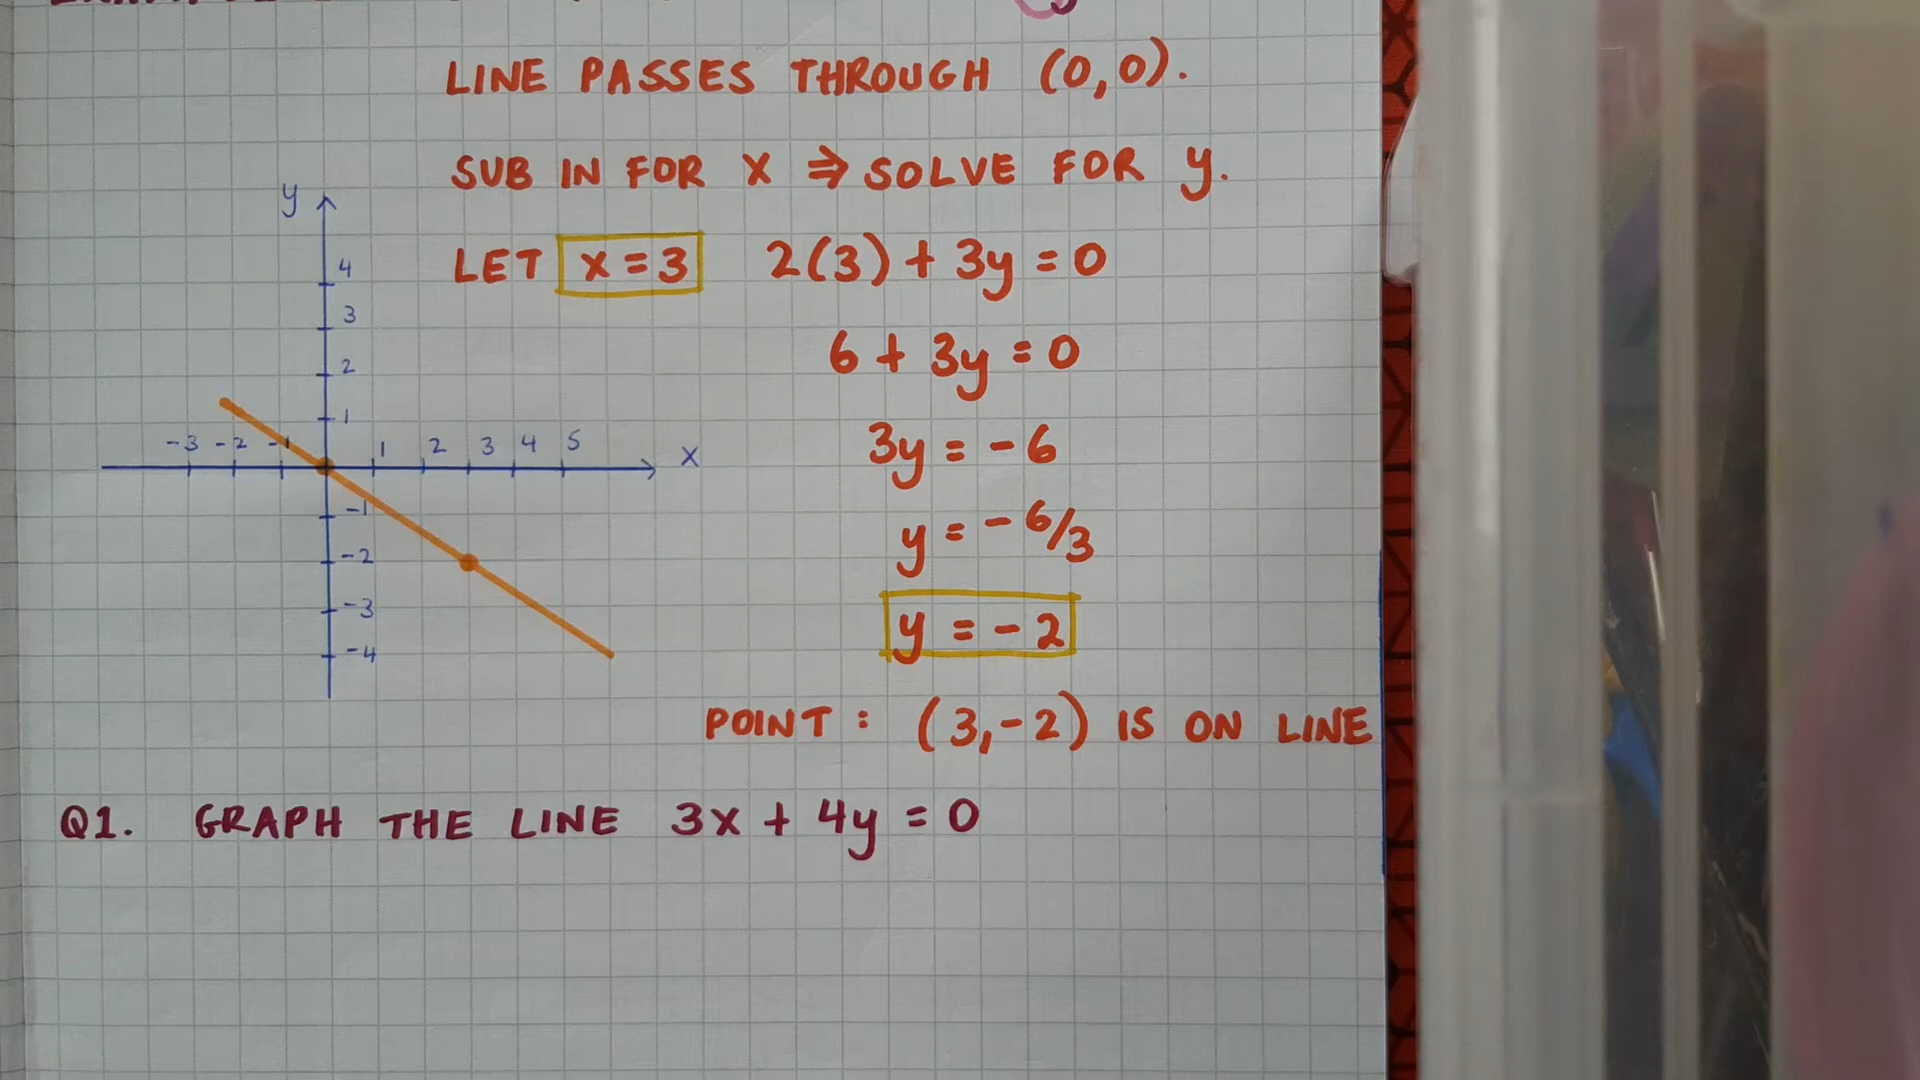 LINE PASSES THROUGH (0,0).
SUB IN FOR x ⇒ SOLVE FOR y.
LET x = 3 2(3) + 3y = 0
6 + 3y = 0
3y = -6
y = -6/3
y = -2
POINT : (3,-2) IS ON LINE
y
4
3
2
1
-3 -2 -1 1 2 3 4 5 x
-1
-2
-3
-4
Q1. GRAPH THE LINE 3x + 4y = 0